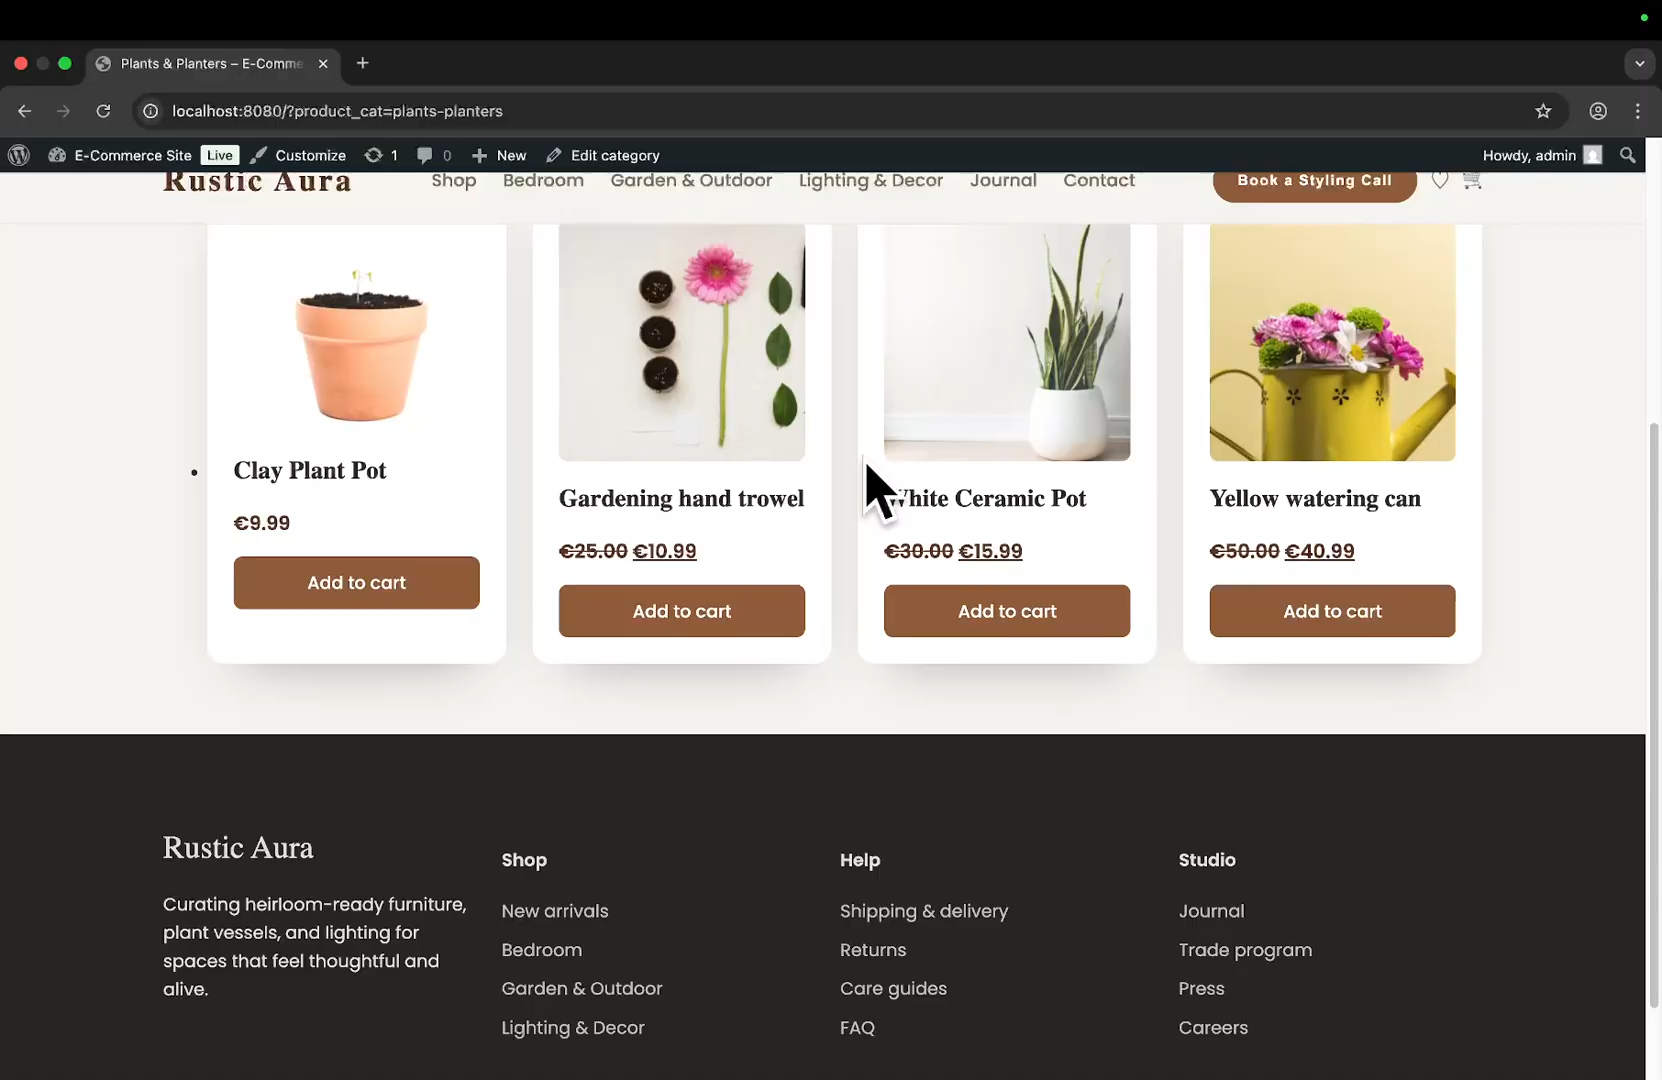 Plants & Planters – E-Comme
localhost:8080/?product_cat=plants-planters
E-Commerce Site Live Customize 1 0 New Edit category Howdy, admin
Rustic Aura Shop Bedroom Garden & Outdoor Lighting & Decor Journal Contact Book a Styling Call
Clay Plant Pot
€9.99
Add to cart
Gardening hand trowel
€25.00 €10.99
Add to cart
White Ceramic Pot
€30.00 €15.99
Add to cart
Yellow watering can
€50.00 €40.99
Add to cart
Rustic Aura
Curating heirloom-ready furniture,
plant vessels, and lighting for
spaces that feel thoughtful and
alive.
Shop
New arrivals
Bedroom
Garden & Outdoor
Lighting & Decor
Help
Shipping & delivery
Returns
Care guides
FAQ
Studio
Journal
Trade program
Press
Careers